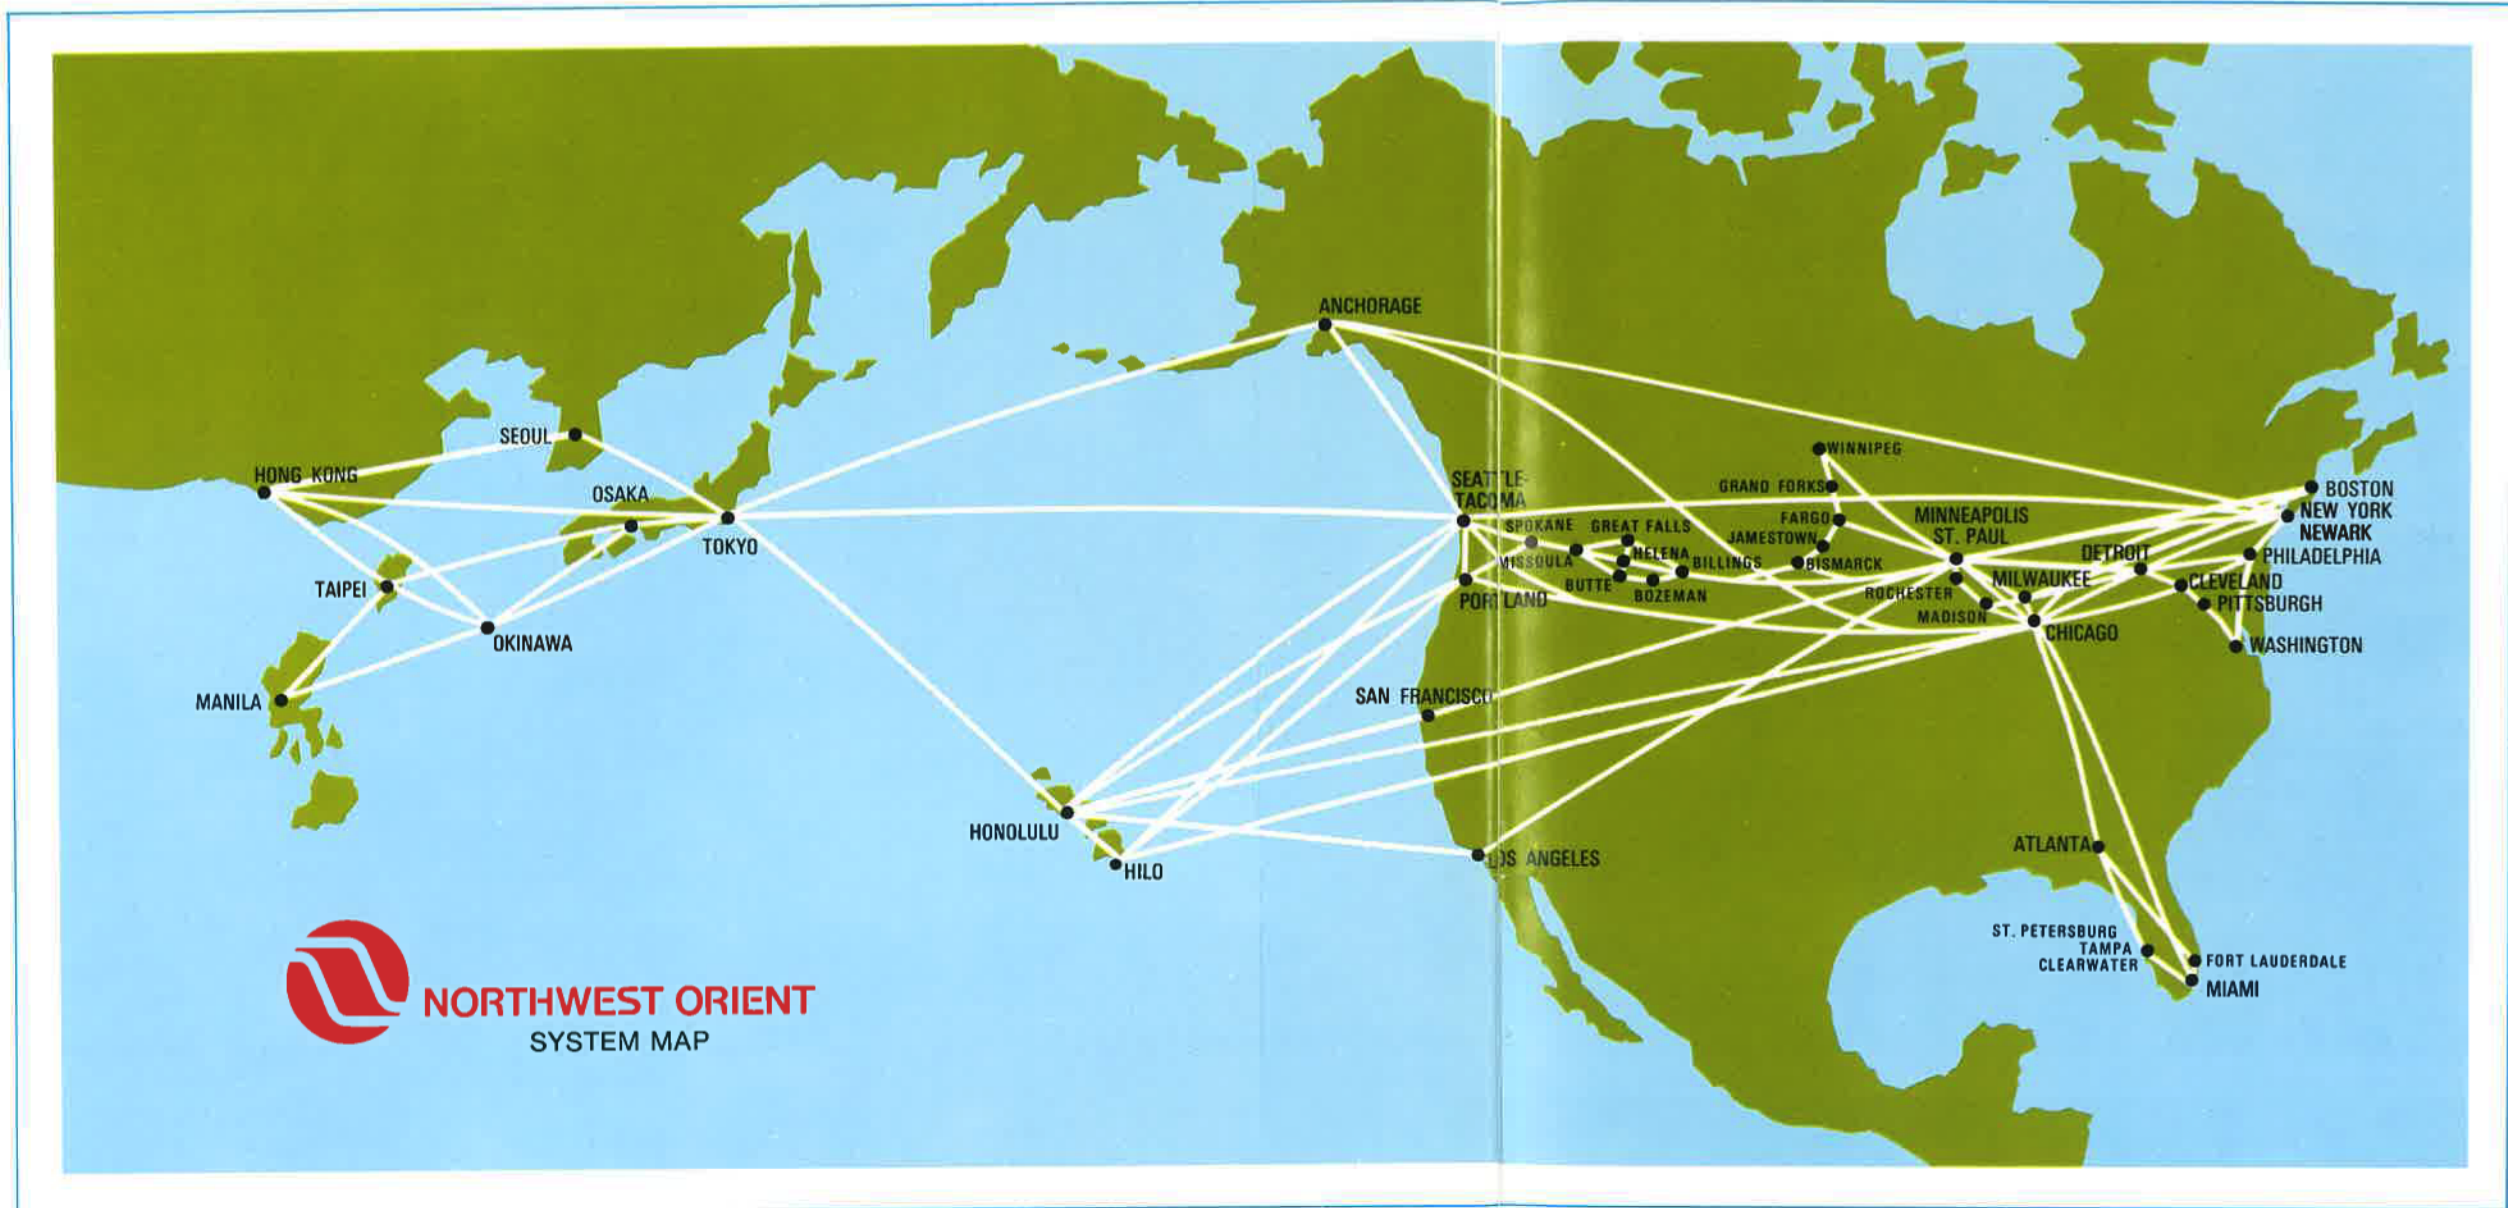 ANCHORAGE
SEOUL
HONG KONG
OSAKA
TOKYO
TAIPEI
OKINAWA
MANILA
HONOLULU
HILO
SEATTLE-
TACOMA
SPOKANE
GREAT FALLS
MISSOULA
HELENA
BILLINGS
BUTTE
BOZEMAN
PORTLAND
SAN FRANCISCO
LOS ANGELES
WINNIPEG
GRAND FORKS
FARGO
JAMESTOWN
BISMARCK
MINNEAPOLIS
ST. PAUL
ROCHESTER
MADISON
MILWAUKEE
CHICAGO
DETROIT
BOSTON
NEW YORK
NEWARK
PHILADELPHIA
CLEVELAND
PITTSBURGH
WASHINGTON
ATLANTA
ST. PETERSBURG
TAMPA
CLEARWATER
FORT LAUDERDALE
MIAMI
NORTHWEST ORIENT
SYSTEM MAP